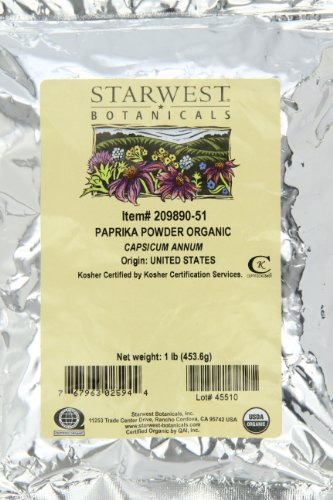 STARWEST
BOTANICALS
Item# 209890-51
PAPRIKA POWDER ORGANIC
CAPSICUM ANNUM
Origin: UNITED STATES
Kosher Certified by Kosher Certification Services.
K
Net weight: 1 lb (453.6g)
7 67963 02694 4
Lot# 45510
Starwest Botanicals, Inc.
11253 Trade Center Drive, Rancho Cordova, CA 95742 USA
www.starwest-botanicals.com
Certified Organic by QAI, Inc.
USDA
ORGANIC